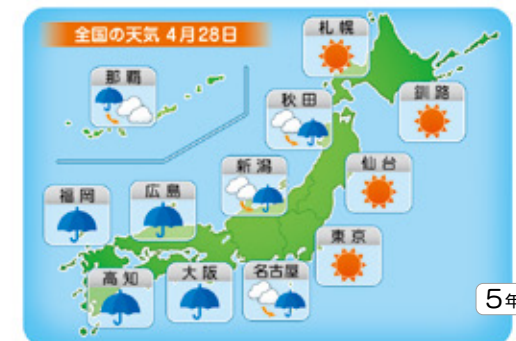 全国の天気 4月28日
札幌
那覇
秋田
釧路
新潟
仙台
福岡
広島
東京
高知
大阪
名古屋
5年